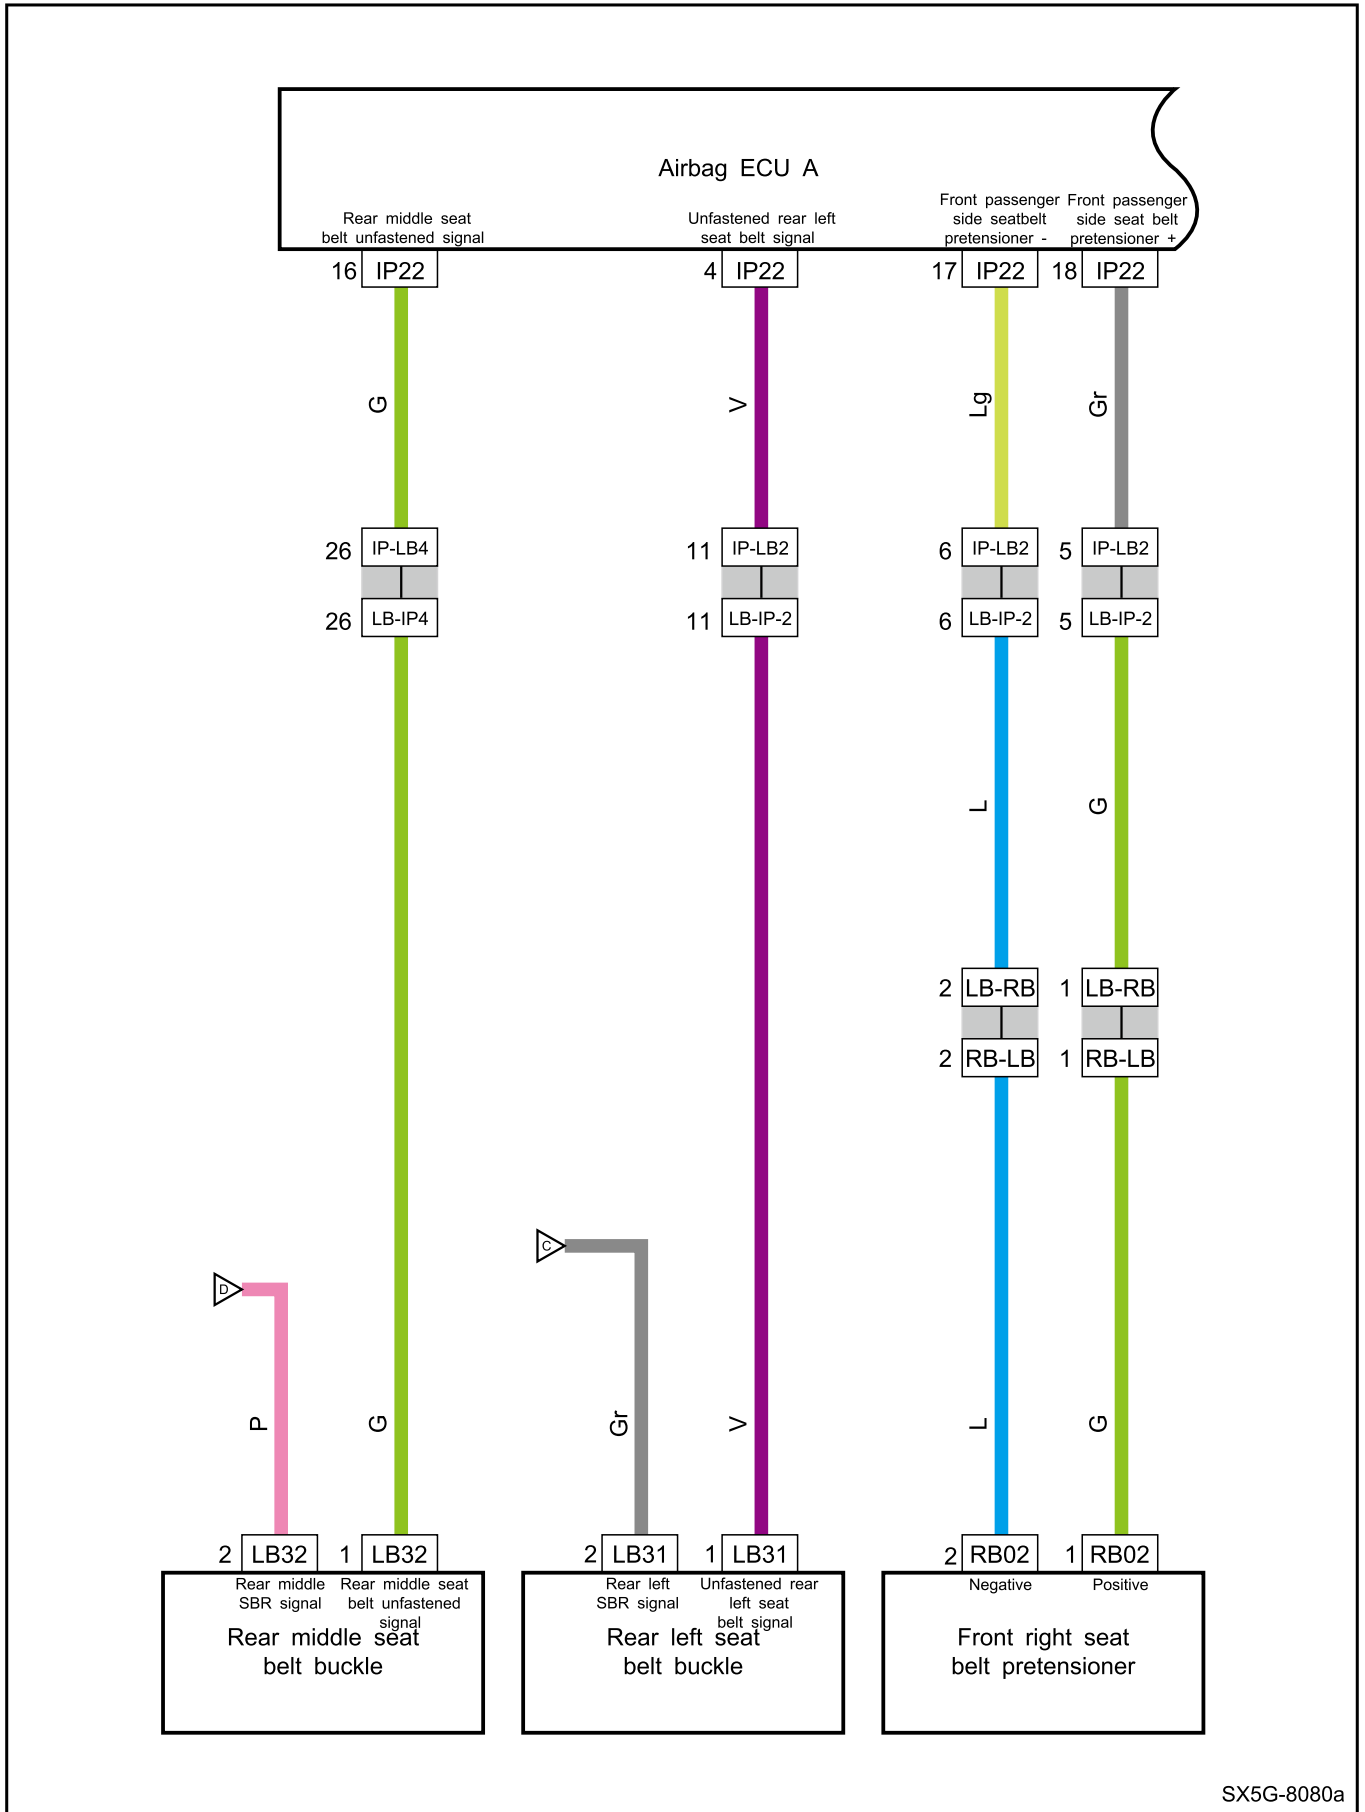 Airbag ECU A
Rear middle seat
belt unfastened signal
Unfastened rear left
seat belt signal
Front passenger
side seatbelt
pretensioner -
Front passenger
side seat belt
pretensioner +
16 IP22
4 IP22
17 IP22
18 IP22
G
V
Lg
Gr
26 IP-LB4
11 IP-LB2
6 IP-LB2
5 IP-LB2
26 LB-IP4
11 LB-IP-2
6 LB-IP-2
5 LB-IP-2
L
G
2 LB-RB
1 LB-RB
2 RB-LB
1 RB-LB
C
D
P
G
Gr
V
L
G
2 LB32
1 LB32
2 LB31
1 LB31
2 RB02
1 RB02
Rear middle
SBR signal
Rear middle seat
belt unfastened
signal
Rear middle seat
belt buckle
Rear left
SBR signal
Unfastened rear
left seat
belt signal
Rear left seat
belt buckle
Negative
Positive
Front right seat
belt pretensioner
SX5G-8080a